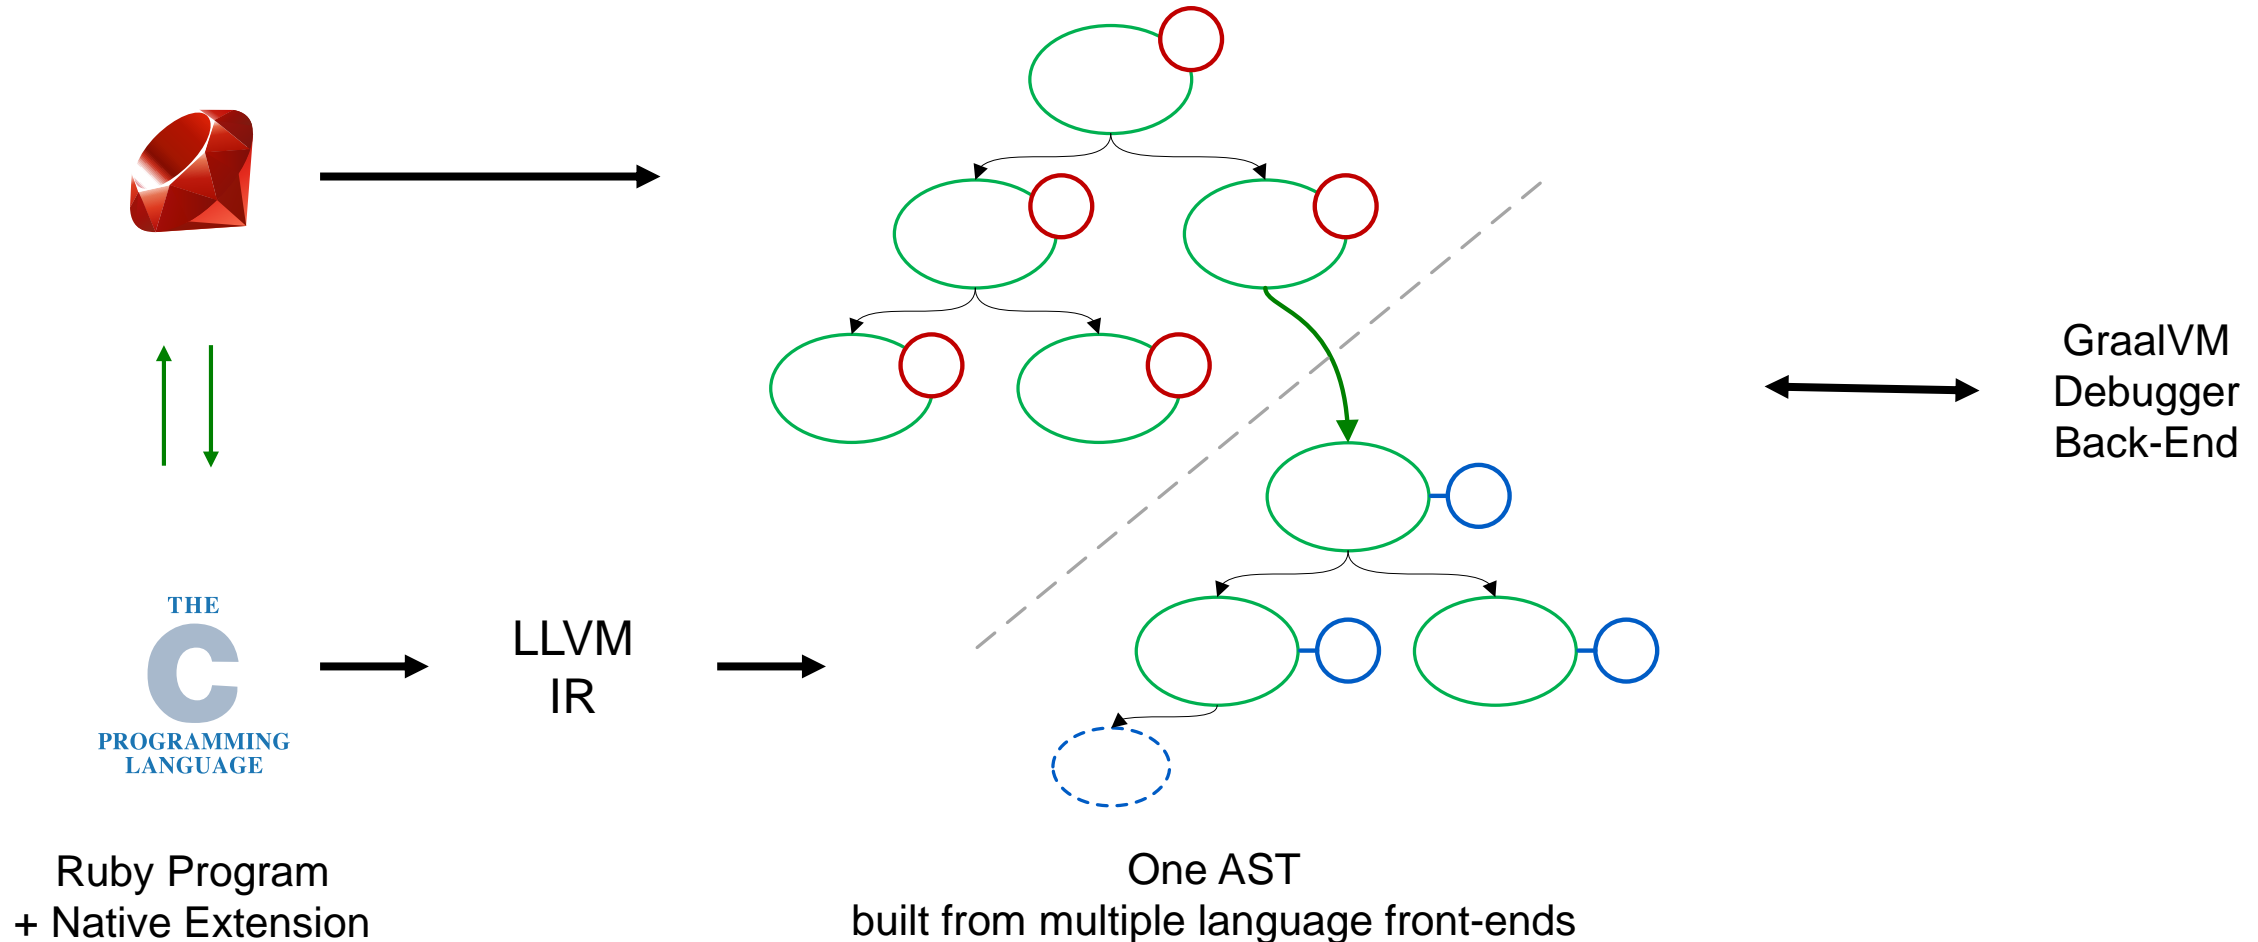 GraalVM
Debugger
Back-End
THE
C
PROGRAMMING
LANGUAGE
LLVM
IR
Ruby Program
+ Native Extension
One AST
built from multiple language front-ends